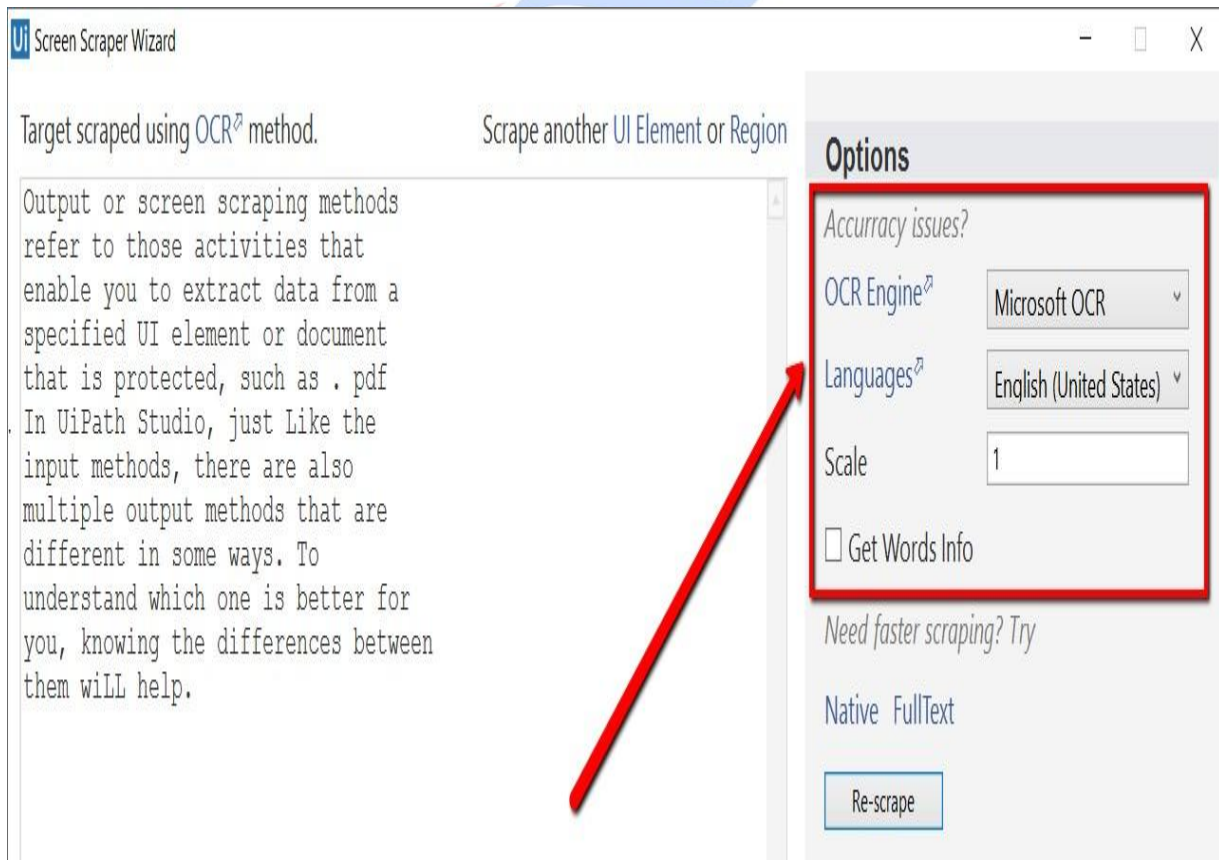 Ui Screen Scraper Wizard
Target scraped using OCR method.
Scrape another UI Element or Region
Output or screen scraping methods
refer to those activities that
enable you to extract data from a
specified UI element or document
that is protected, such as . pdf
In UiPath Studio, just Like the
input methods, there are also
multiple output methods that are
different in some ways. To
understand which one is better for
you, knowing the differences between
them wiLL help.
Options
Accurracy issues?
OCR Engine Microsoft OCR
Languages English (United States)
Scale 1
Get Words Info
Need faster scraping? Try
Native FullText
Re-scrape